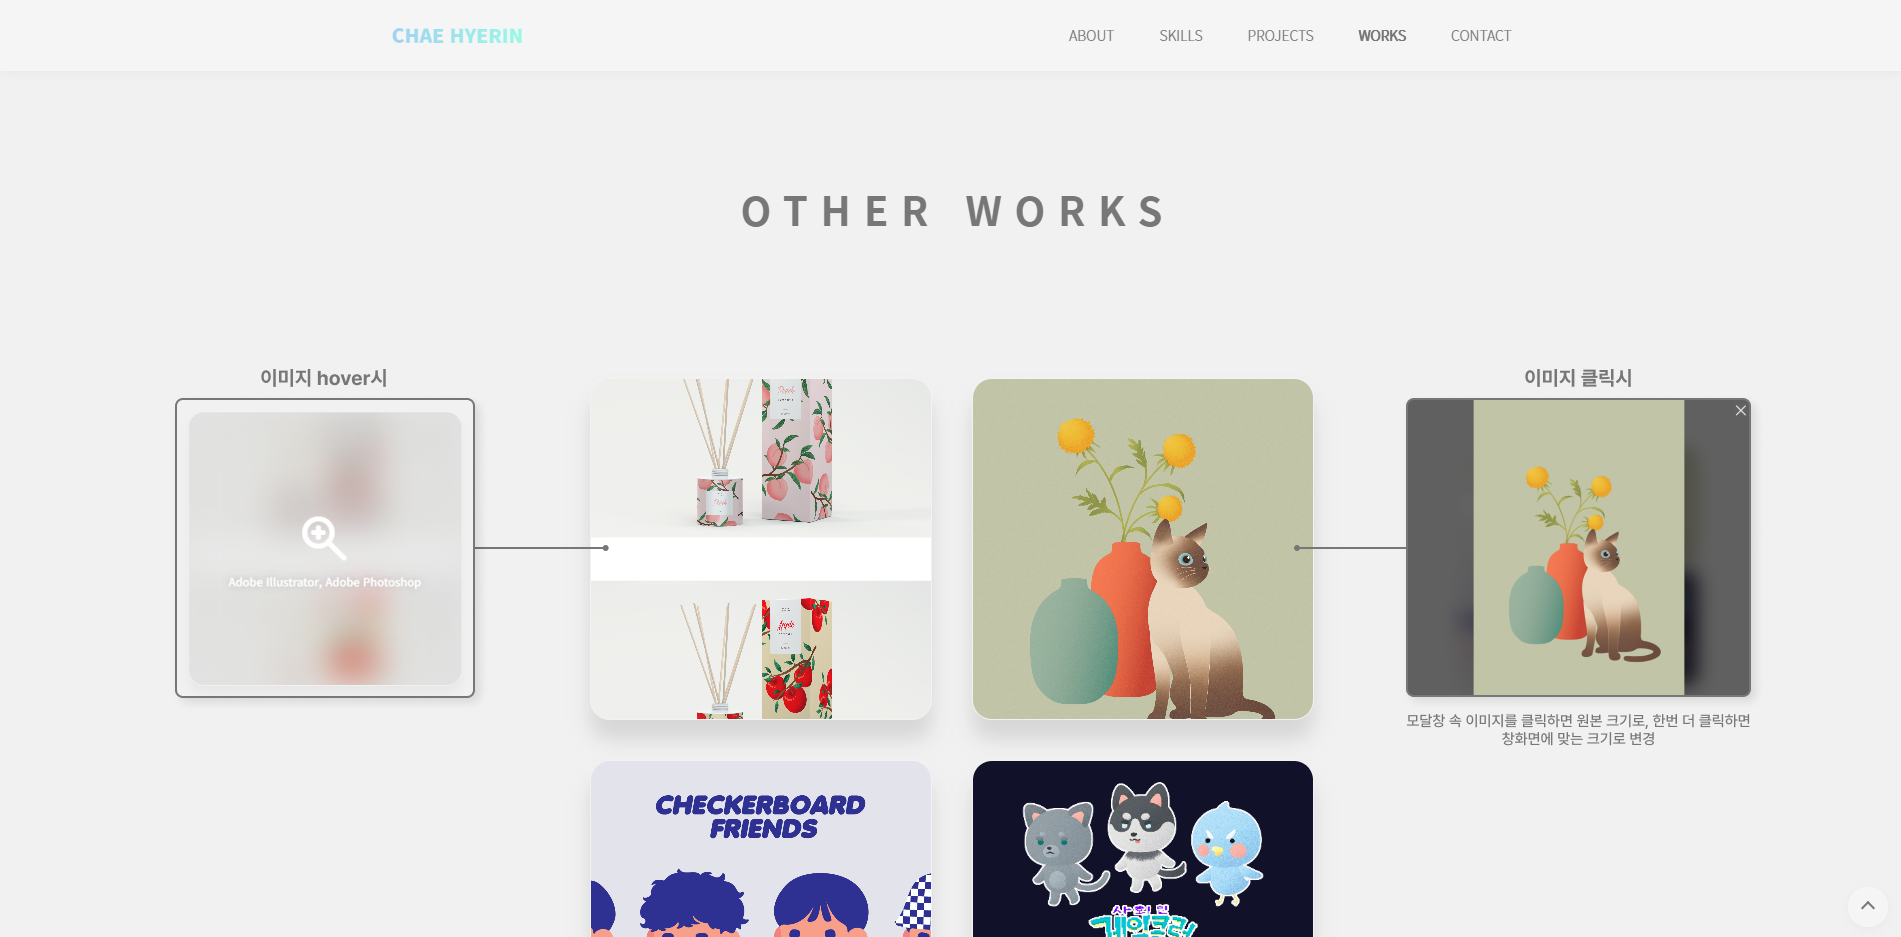 CHAE HYERIN
ABOUT
SKILLS
PROJECTS
WORKS
CONTACT
OTHER WORKS
이미지 hover시
Adobe Illustrator, Adobe Photoshop
Peach
Apple
이미지 클릭시
모달창 속 이미지를 클릭하면 원본 크기로, 한번 더 클릭하면
창화면에 맞는 크기로 변경
CHECKERBOARD
FRIENDS